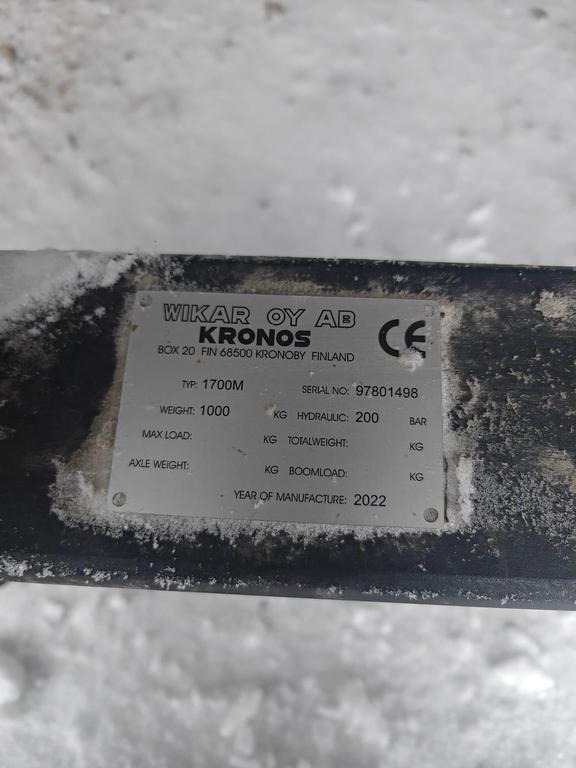 WIKAR OY AB
KRONOS
CE
BOX 20 FIN 68500 KRONOBY FINLAND
TYP: 1700M SERIAL NO: 97801498
WEIGHT: 1000 KG HYDRAULIC: 200 BAR
MAX LOAD: KG TOTALWEIGHT: KG
AXLE WEIGHT: KG BOOMLOAD: KG
YEAR OF MANUFACTURE: 2022